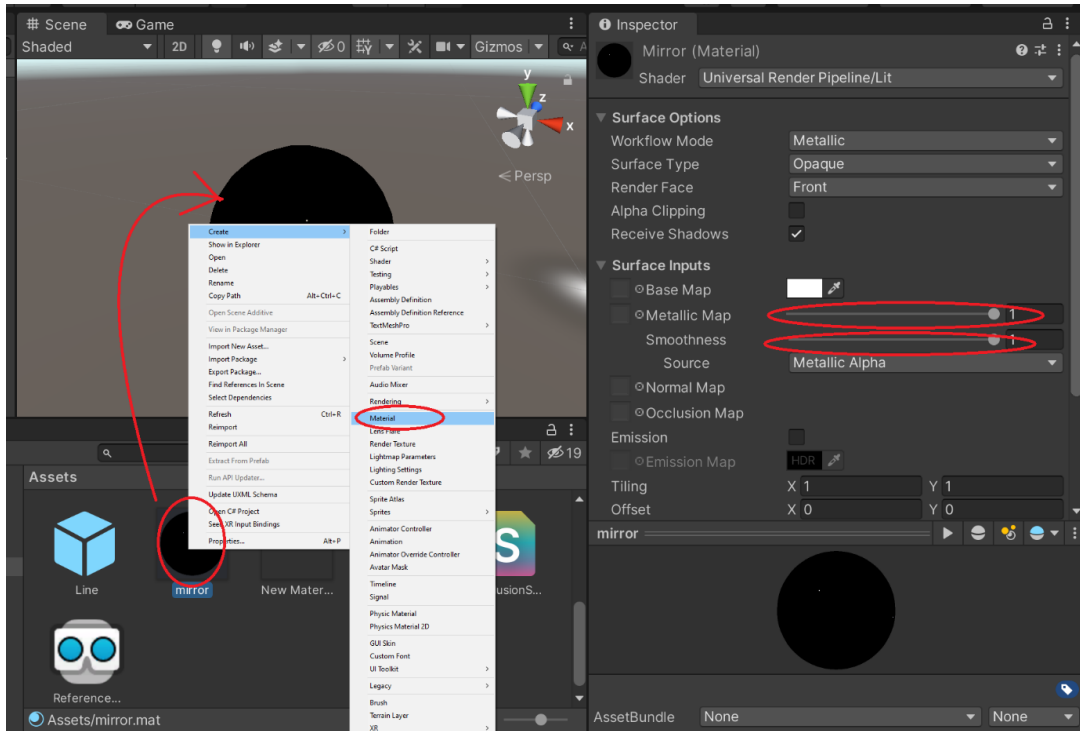 Scene Game
Shaded 2D 0 Gizmos A
y
z
x
Persp
Create Folder
Show in Explorer
Open
Delete
Rename
Copy Path Alt+Ctrl+C
Open Scene Additive
View in Package Manager
Import New Asset...
Import Package
Export Package...
Find References In Scene
Select Dependencies
Refresh Ctrl+R
Reimport
Reimport All
Extract From Prefab
Run API Updater...
Update UXML Schema
Open C# Project
XR Input Bindings
Properties... Alt+P
C# Script
Shader
Testing
Playables
Assembly Definition
Assembly Definition Reference
TextMeshPro
Scene
Volume Profile
Prefab Variant
Audio Mixer
Rendering
Material
Lens Flare
Render Texture
Lightmap Parameters
Lighting Settings
Custom Render Texture
Sprite Atlas
Sprites
Animator Controller
Animation
Animator Override Controller
Avatar Mask
Timeline
Signal
Physic Material
Physics Material 2D
GUI Skin
Custom Font
UI Toolkit
Legacy
Brush
Terrain Layer
XR
19
Assets
Line mirror New Mater... usionS...
S
Reference...
Assets/mirror.mat
Inspector
Mirror (Material)
Shader Universal Render Pipeline/Lit
Surface Options
Workflow Mode Metallic
Surface Type Opaque
Render Face Front
Alpha Clipping
Receive Shadows
Surface Inputs
Base Map
Metallic Map 1
Smoothness 1
Source Metallic Alpha
Normal Map
Occlusion Map
Emission
Emission Map HDR
Tiling X 1 Y 1
Offset X 0 Y 0
mirror
AssetBundle None None